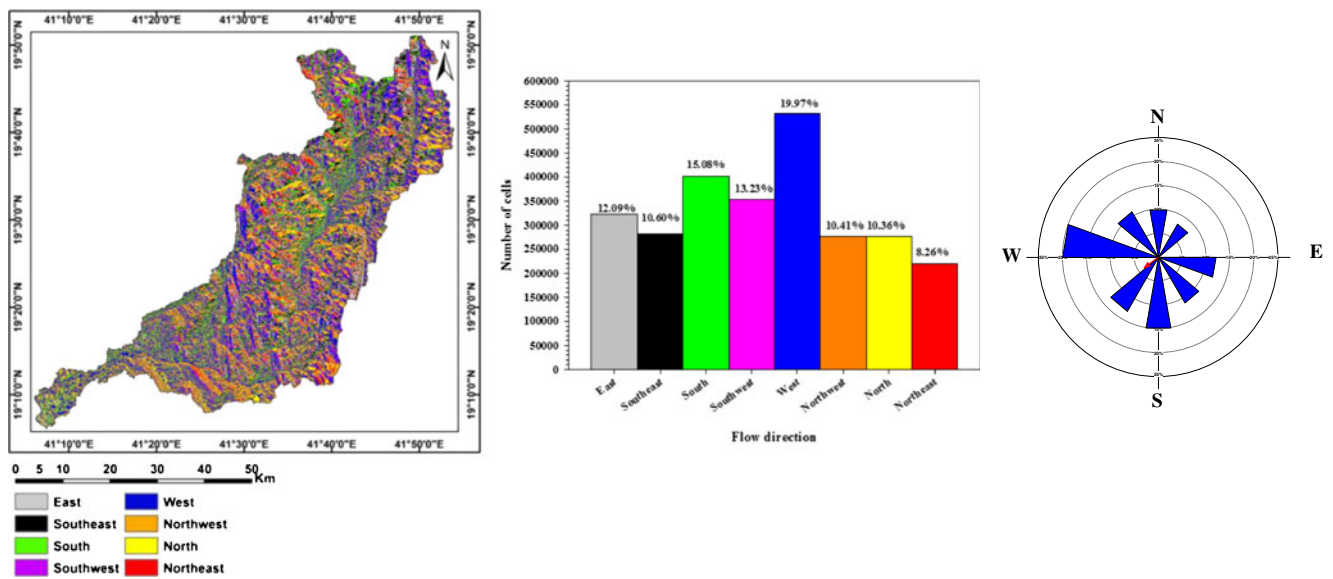 41°10'0"E 41°20'0"E 41°30'0"E 41°40'0"E 41°50'0"E
N
19°50'0"N 19°50'0"N
19°40'0"N 19°40'0"N
19°30'0"N 19°30'0"N
19°20'0"N 19°20'0"N
19°10'0"N 19°10'0"N
41°10'0"E 41°20'0"E 41°30'0"E 41°40'0"E 41°50'0"E
0 5 10 20 30 40 50
Km
East West
Southeast Northwest
South North
Southwest Northeast
Number of cells
600000
550000
500000
450000
400000
350000
300000
250000
200000
150000
100000
50000
0
12.09%
10.60%
15.08%
13.23%
19.97%
10.41%
10.36%
8.26%
East
Southeast
South
Southwest
West
Northwest
North
Northeast
Flow direction
N
W
E
S